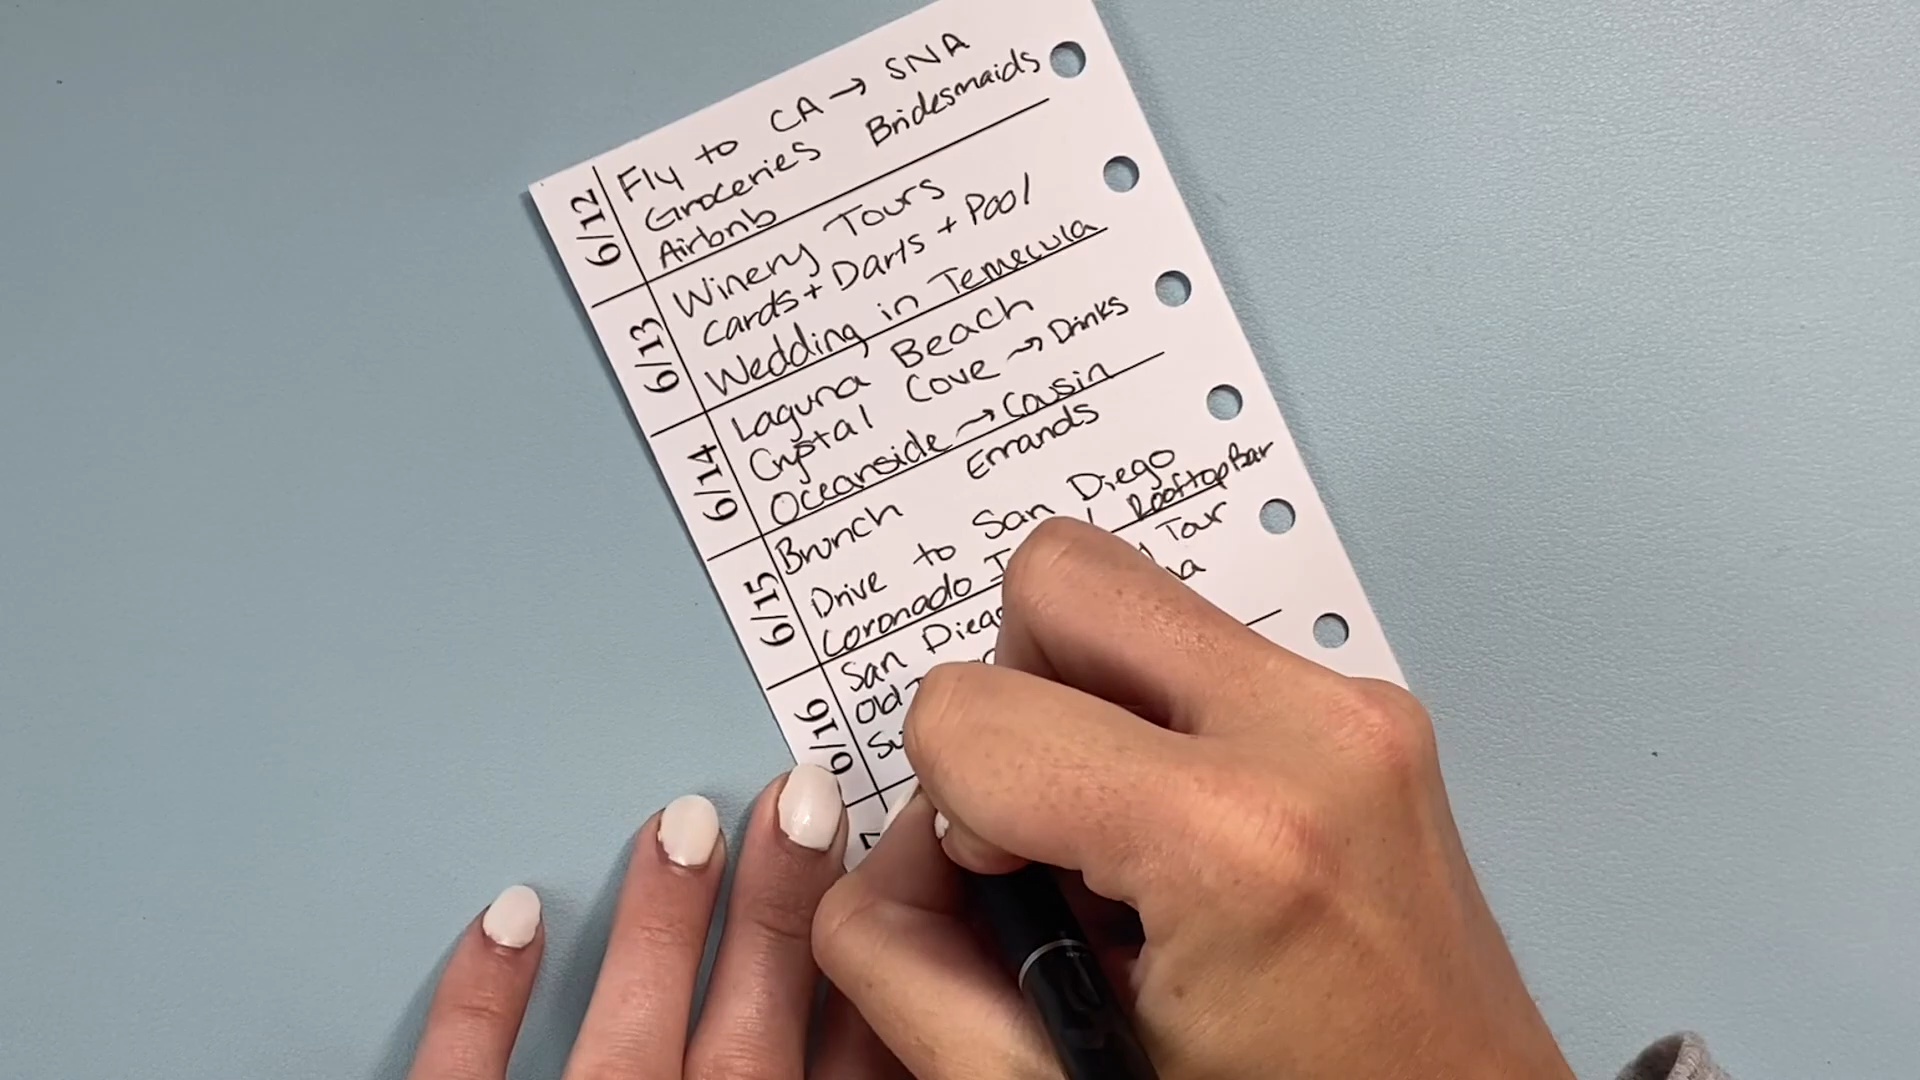 6/12
Fly to CA → SNA
Groceries Bridesmaids
Airbnb
6/13
Winery Tours
Cards + Darts + Pool
Wedding in Temecula
6/14
Laguna Beach
Crystal Cove → Drinks
Oceanside → Cousin
6/15
Brunch Errands
Drive to San Diego
Coronado Rooftop Bar
6/16
San Diego Tour
Old